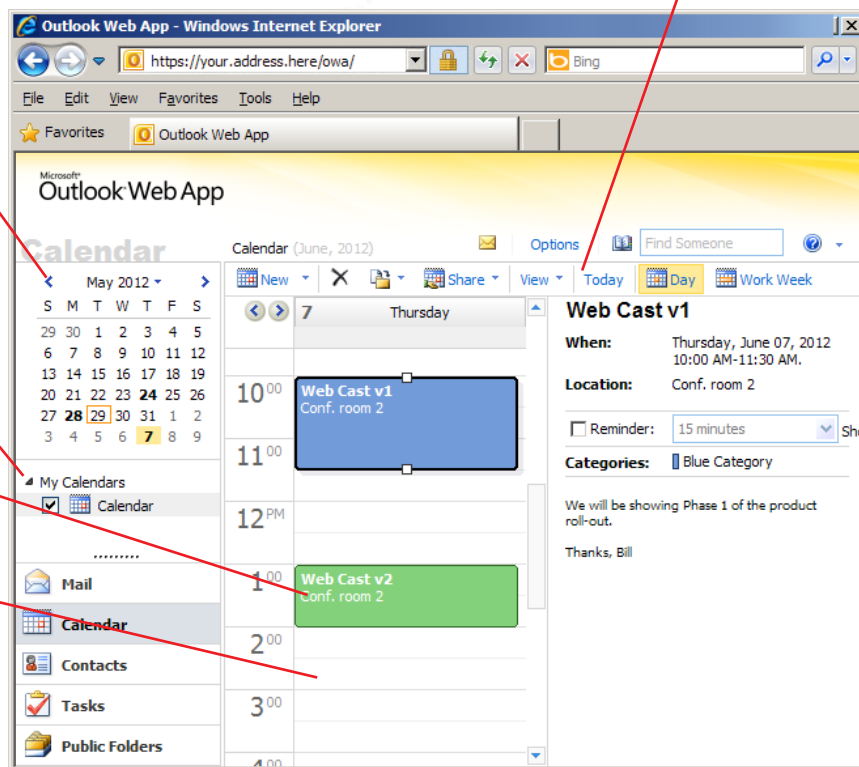 Outlook Web App - Windows Internet Explorer
https://your.address.here/owa/
Bing
File Edit View Favorites Tools Help
Favorites
Outlook Web App
Microsoft®
Outlook Web App
Calendar
Calendar (June, 2012)
Options
Find Someone
May 2012
New
Share
View
Today
Day
Work Week
S M T W T F S
29 30 1 2 3 4 5
6 7 8 9 10 11 12
13 14 15 16 17 18 19
20 21 22 23 24 25 26
27 28 29 30 31 1 2
3 4 5 6 7 8 9
My Calendars
Calendar
Mail
Calendar
Contacts
Tasks
Public Folders
7 Thursday
10 00
Web Cast v1
Conf. room 2
11 00
12 PM
1 00
Web Cast v2
Conf. room 2
2 00
3 00
4 00
Web Cast v1
When: Thursday, June 07, 2012
10:00 AM-11:30 AM.
Location: Conf. room 2
Reminder: 15 minutes
Categories: Blue Category
We will be showing Phase 1 of the product
roll-out.
Thanks, Bill